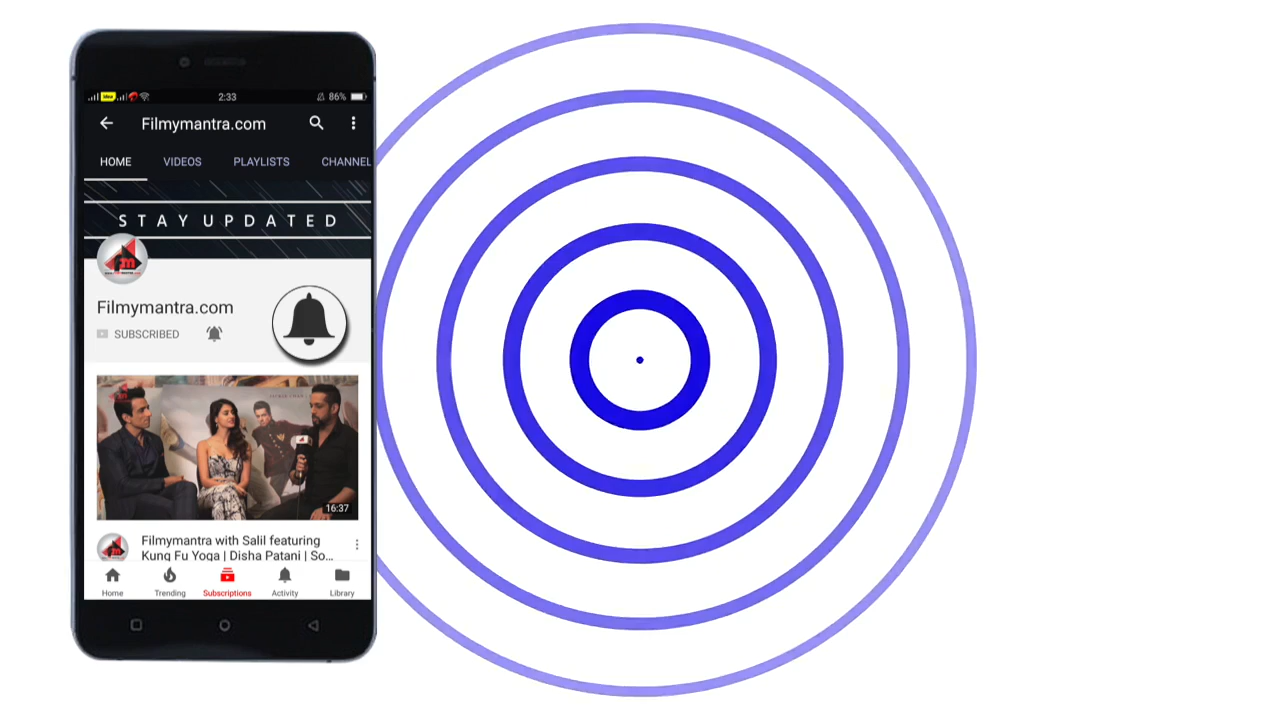 2:33
86%
Filmymantra.com
HOME VIDEOS PLAYLISTS CHANNEL
STAY UPDATED
fm
Filmymantra.com
SUBSCRIBED
16:37
Filmymantra with Salil featuring
Kung Fu Yoga | Disha Patani | So...
Home Trending Subscriptions Activity Library